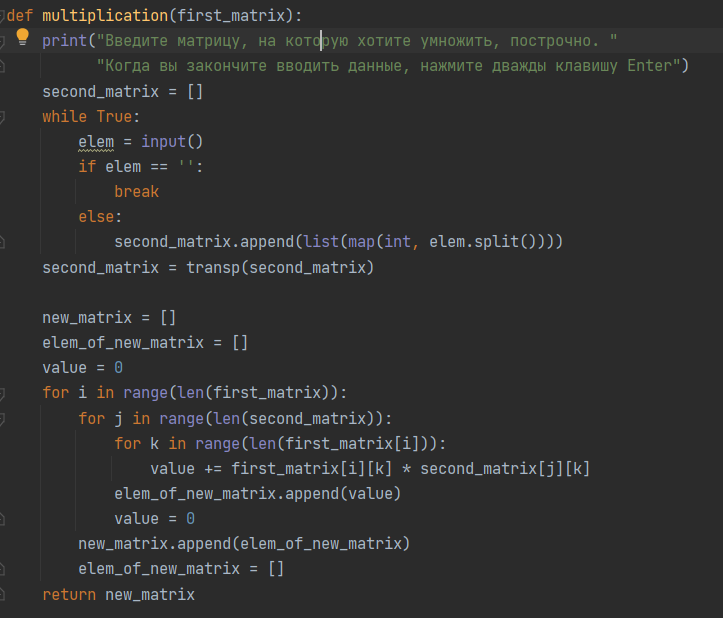 def multiplication(first_matrix):
    print("Введите матрицу, на которую хотите умножить, построчно. "
          "Когда вы закончите вводить данные, нажмите дважды клавишу Enter")
    second_matrix = []
    while True:
        elem = input()
        if elem == '':
            break
        else:
            second_matrix.append(list(map(int, elem.split())))
    second_matrix = transp(second_matrix)

    new_matrix = []
    elem_of_new_matrix = []
    value = 0
    for i in range(len(first_matrix)):
        for j in range(len(second_matrix)):
            for k in range(len(first_matrix[i])):
                value += first_matrix[i][k] * second_matrix[j][k]
            elem_of_new_matrix.append(value)
            value = 0
        new_matrix.append(elem_of_new_matrix)
        elem_of_new_matrix = []
    return new_matrix